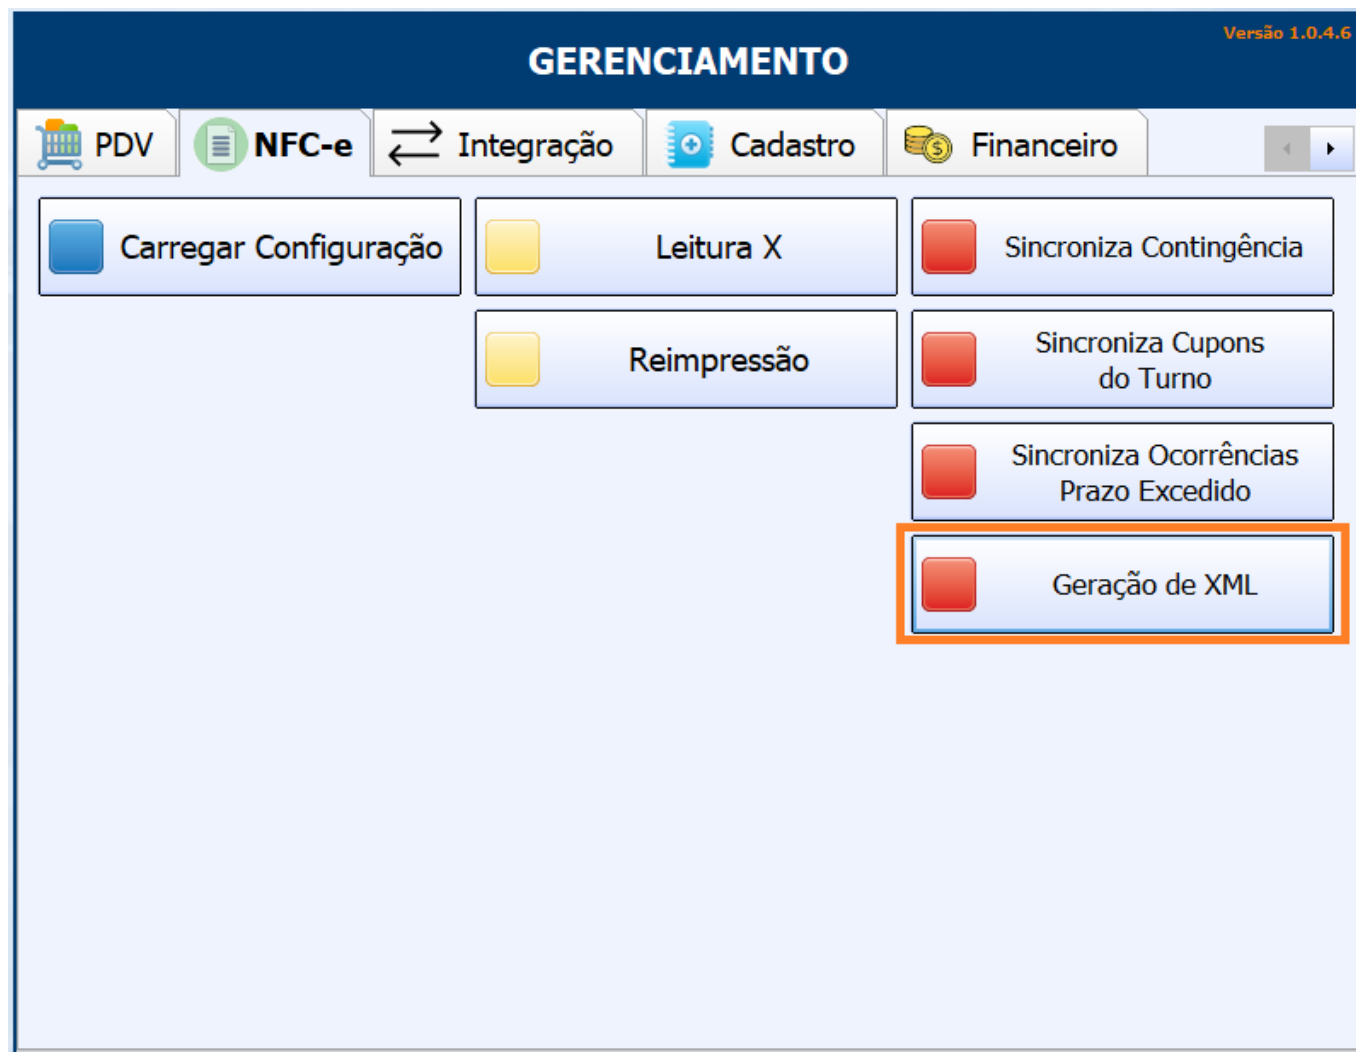 Versão 1.0.4.6
GERENCIAMENTO
PDV
NFC-e
Integração
Cadastro
Financeiro
Carregar Configuração
Leitura X
Sincroniza Contingência
Reimpressão
Sincroniza Cupons
do Turno
Sincroniza Ocorrências
Prazo Excedido
Geração de XML